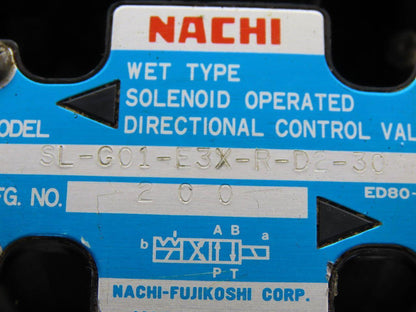 NACHI
WET TYPE
SOLENOID OPERATED
MODEL DIRECTIONAL CONTROL VAL
SL-G01-E3X-R-D2-30
FG. NO. 200 ED80-
A B
b a
P T
NACHI-FUJIKOSHI CORP.